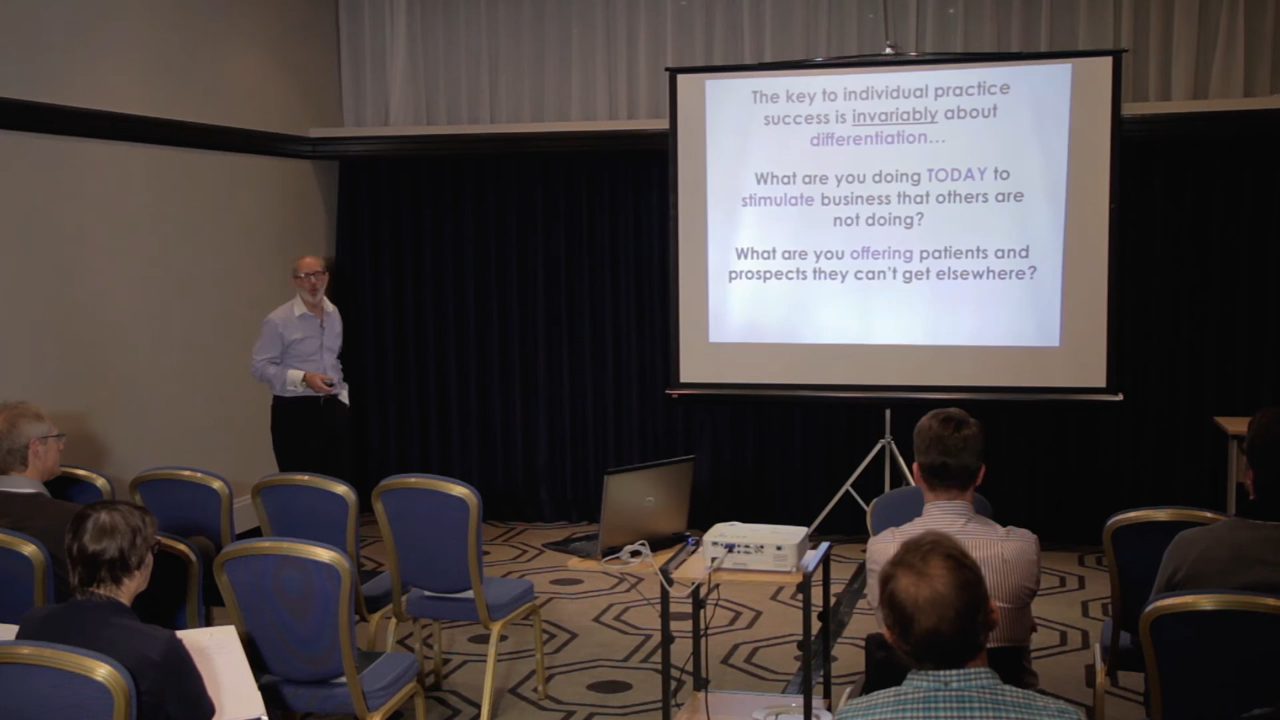 The key to individual practice
success is invariably about
differentiation...
What are you doing TODAY to
stimulate business that others are
not doing?
What are you offering patients and
prospects they can't get elsewhere?